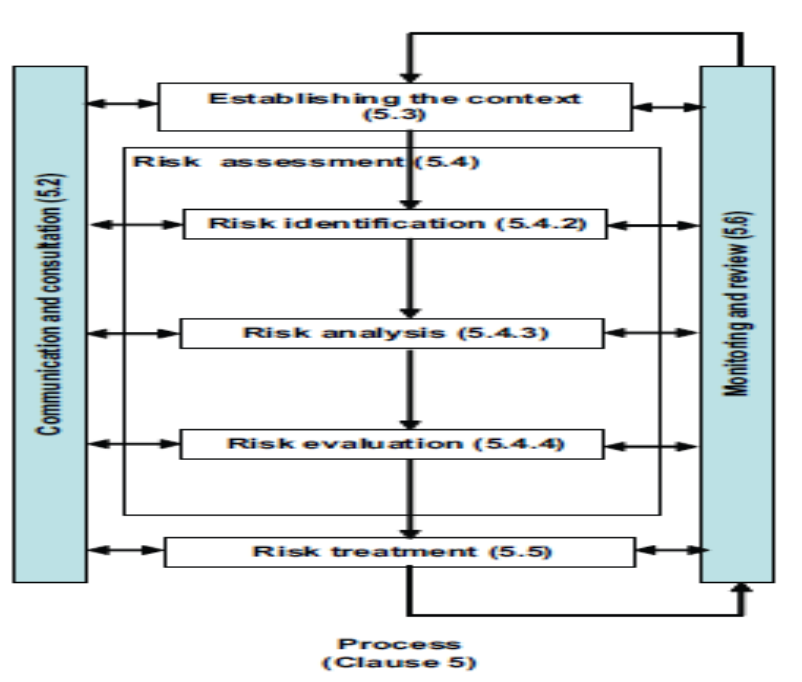 Establishing the context
(5.3)
Risk assessment (5.4)
Risk identification (5.4.2)
Risk analysis (5.4.3)
Risk evaluation (5.4.4)
Risk treatment (5.5)
Communication and consultation (5.2)
Monitoring and review (5.6)
Process
(Clause 5)